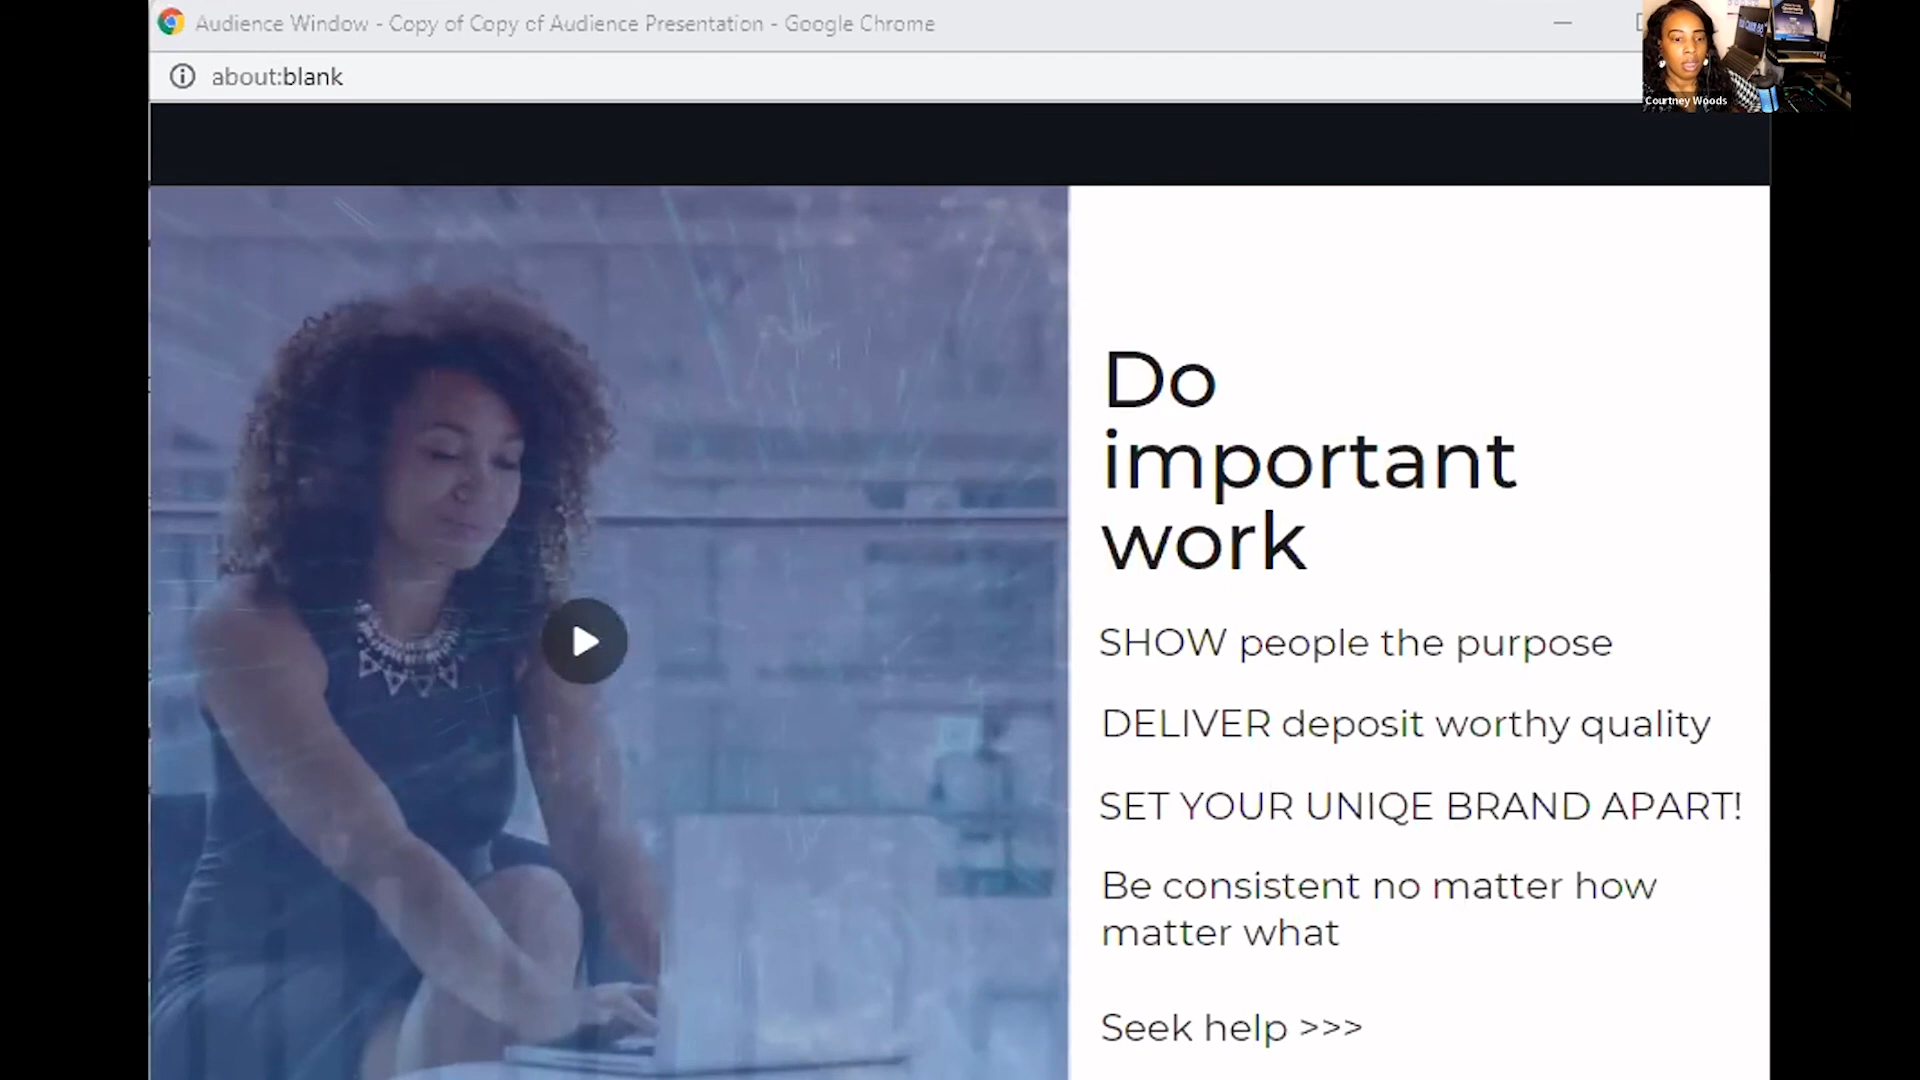 Audience Window - Copy of Copy of Audience Presentation - Google Chrome
about:blank
Courtney Woods
Do
important
work
SHOW people the purpose
DELIVER deposit worthy quality
SET YOUR UNIQE BRAND APART!
Be consistent no matter how
matter what
Seek help >>>